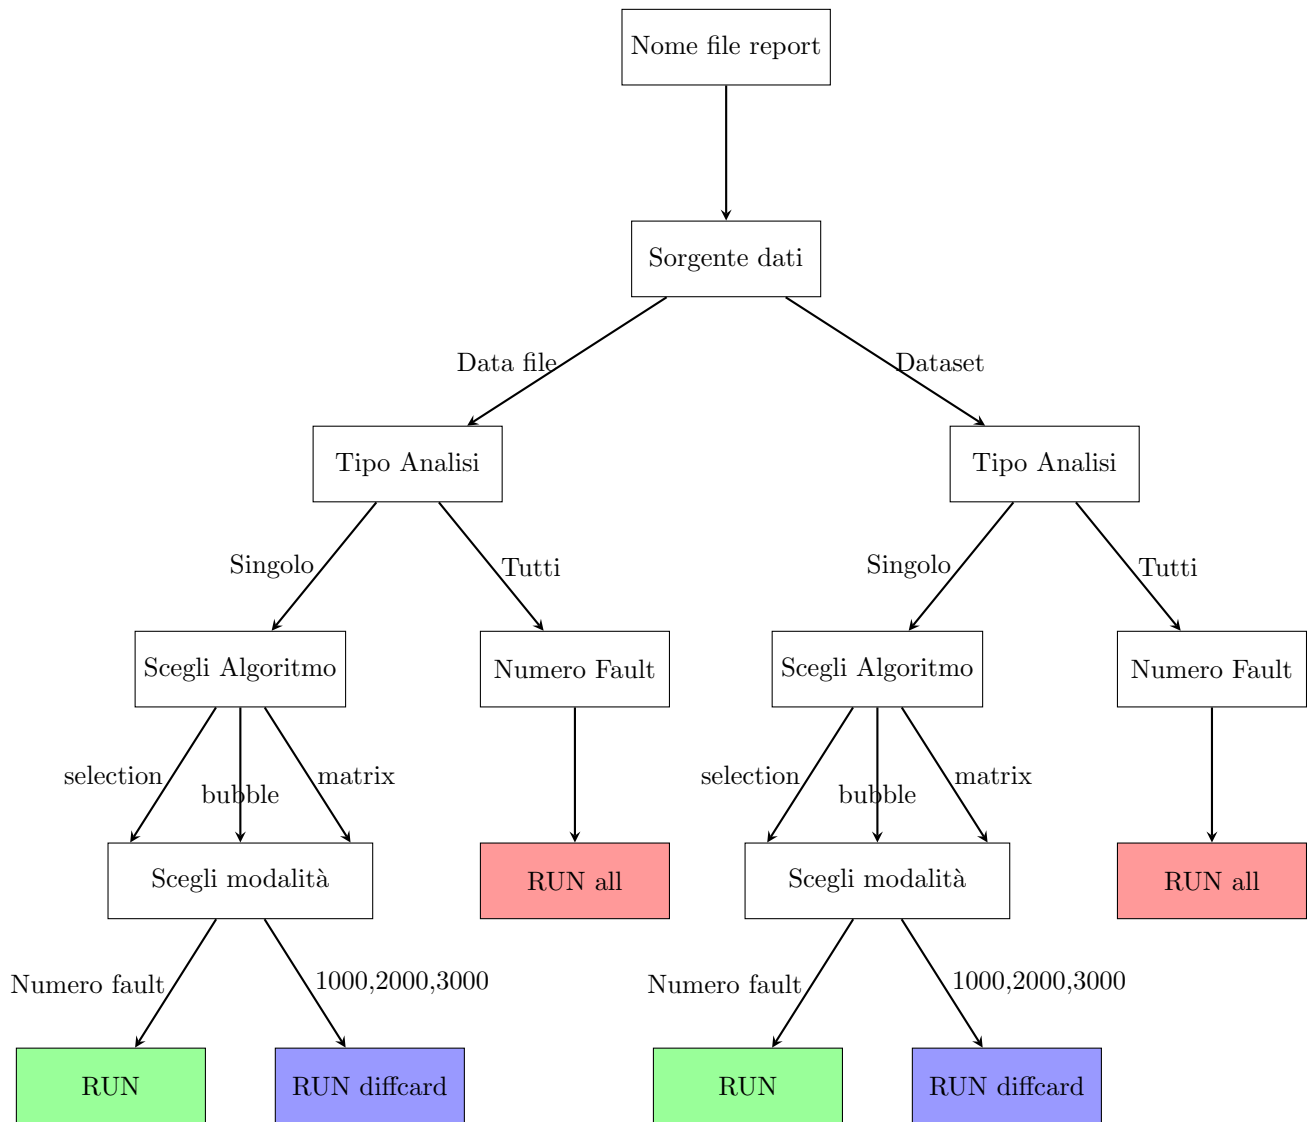 Nome file report
Sorgente dati
Data file
Dataset
Tipo Analisi
Tipo Analisi
Singolo
Tutti
Singolo
Tutti
Scegli Algoritmo
Numero Fault
Scegli Algoritmo
Numero Fault
selection
bubble
matrix
selection
bubble
matrix
Scegli modalità
RUN all
Scegli modalità
RUN all
Numero fault
1000,2000,3000
Numero fault
1000,2000,3000
RUN
RUN diffcard
RUN
RUN diffcard